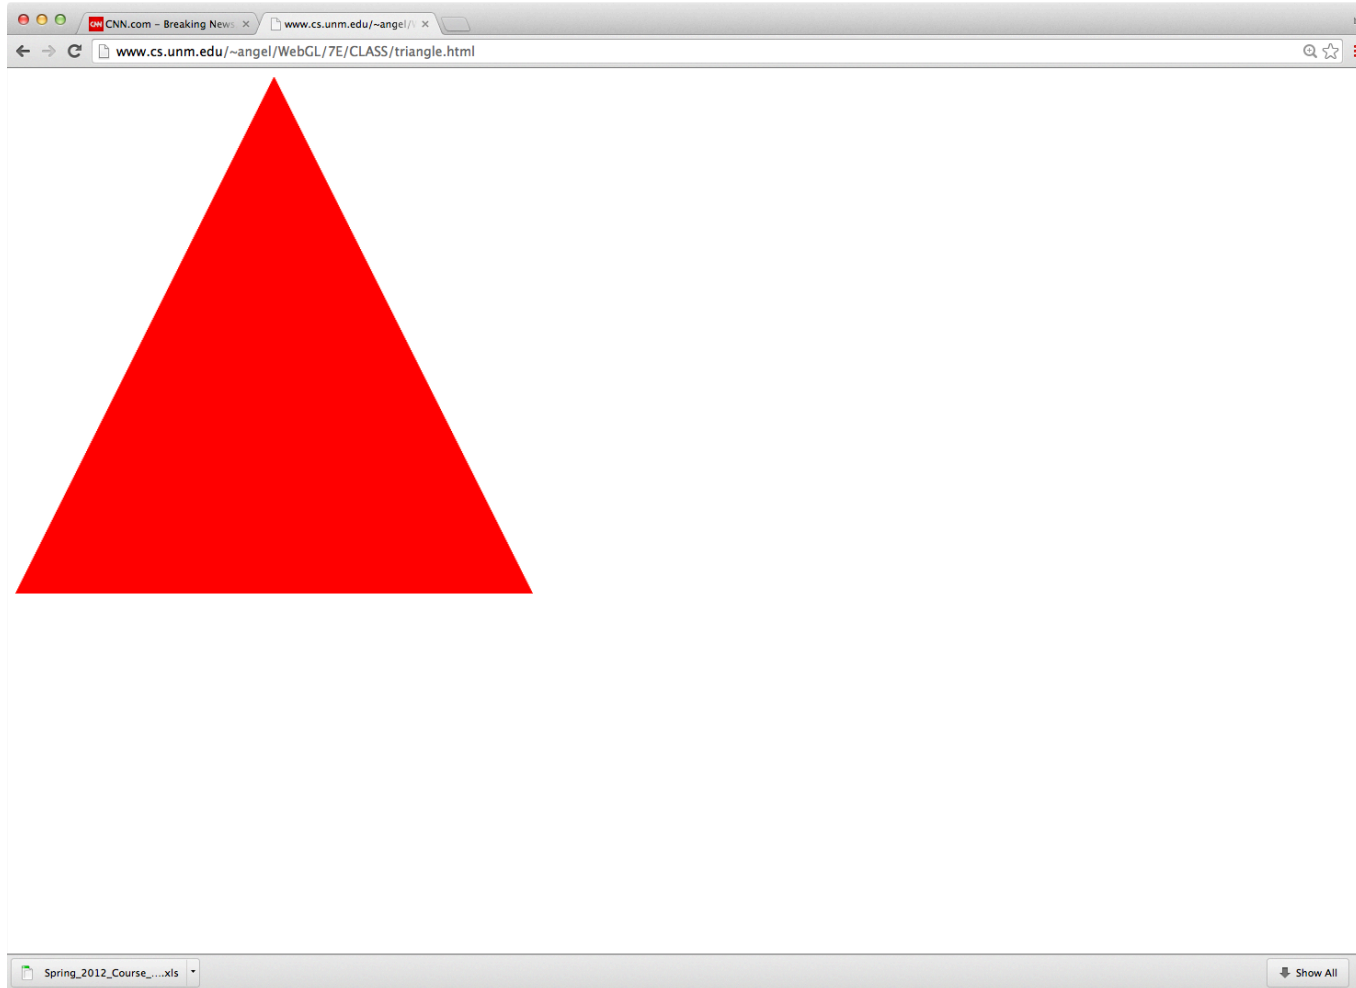 CNN CNN.com – Breaking News
www.cs.unm.edu/~angel/
www.cs.unm.edu/~angel/WebGL/7E/CLASS/triangle.html
Spring_2012_Course_....xls
Show All